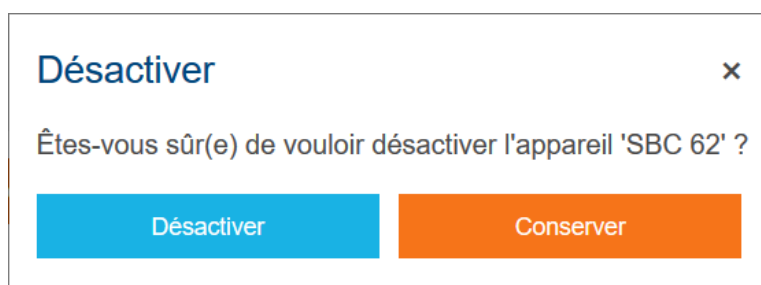 Désactiver ×
Êtes-vous sûr(e) de vouloir désactiver l'appareil 'SBC 62' ?
Désactiver Conserver